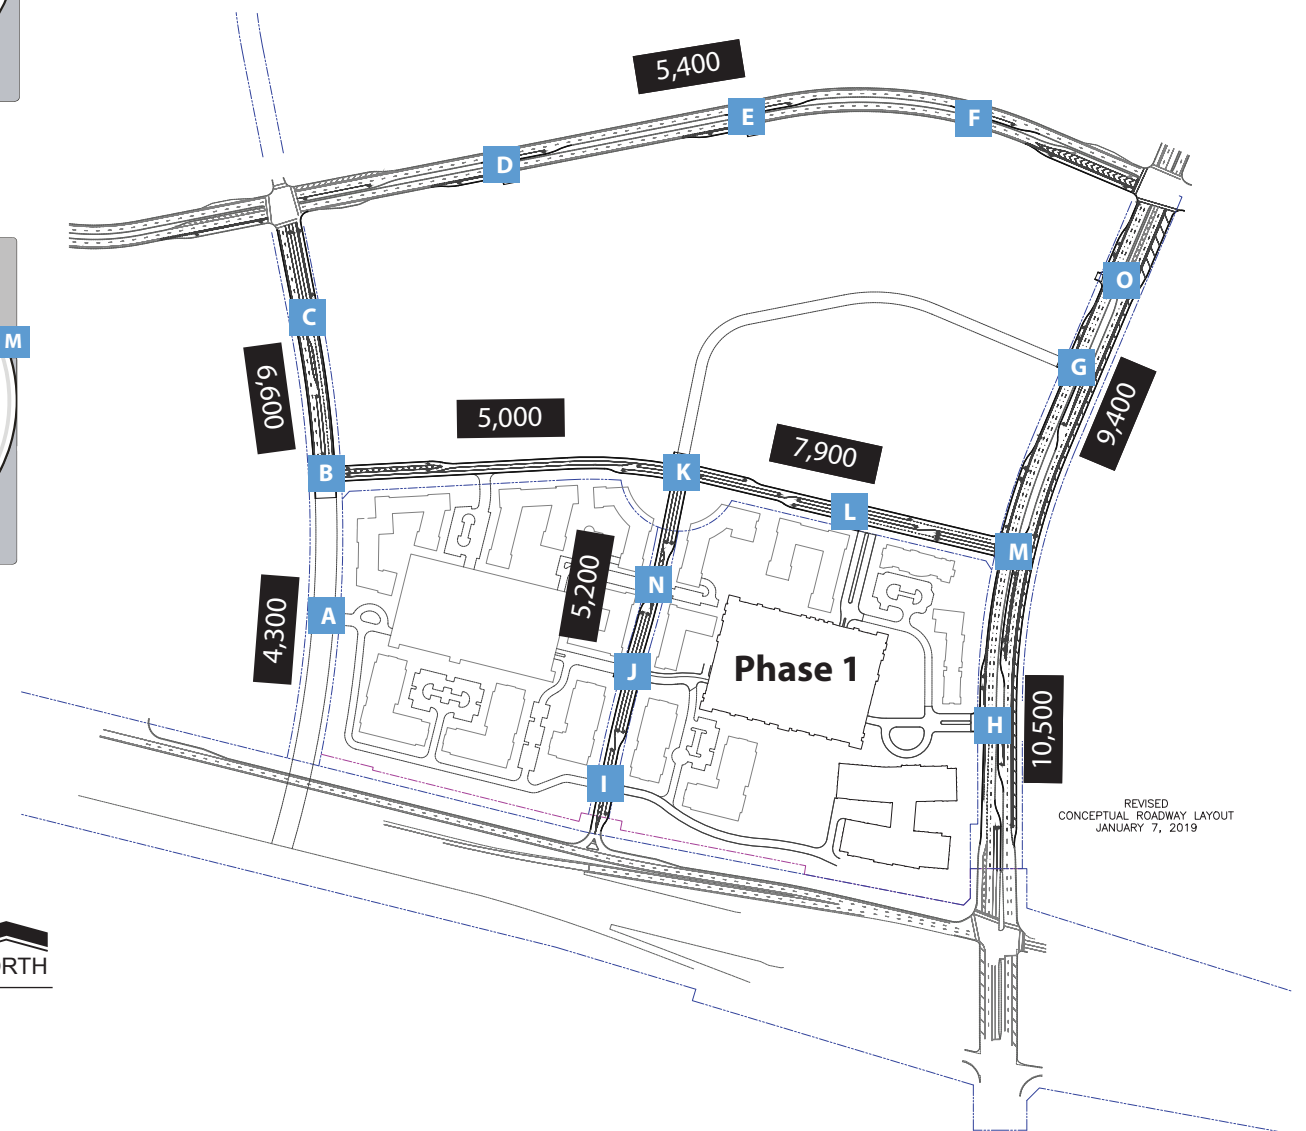 5,400
E
F
D
O
C
M
G
6,600
9,400
5,000
7,900
B
K
L
M
5,200
N
4,300
A
J
Phase 1
H
10,500
I
REVISED
CONCEPTUAL ROADWAY LAYOUT
JANUARY 7, 2019
RTH